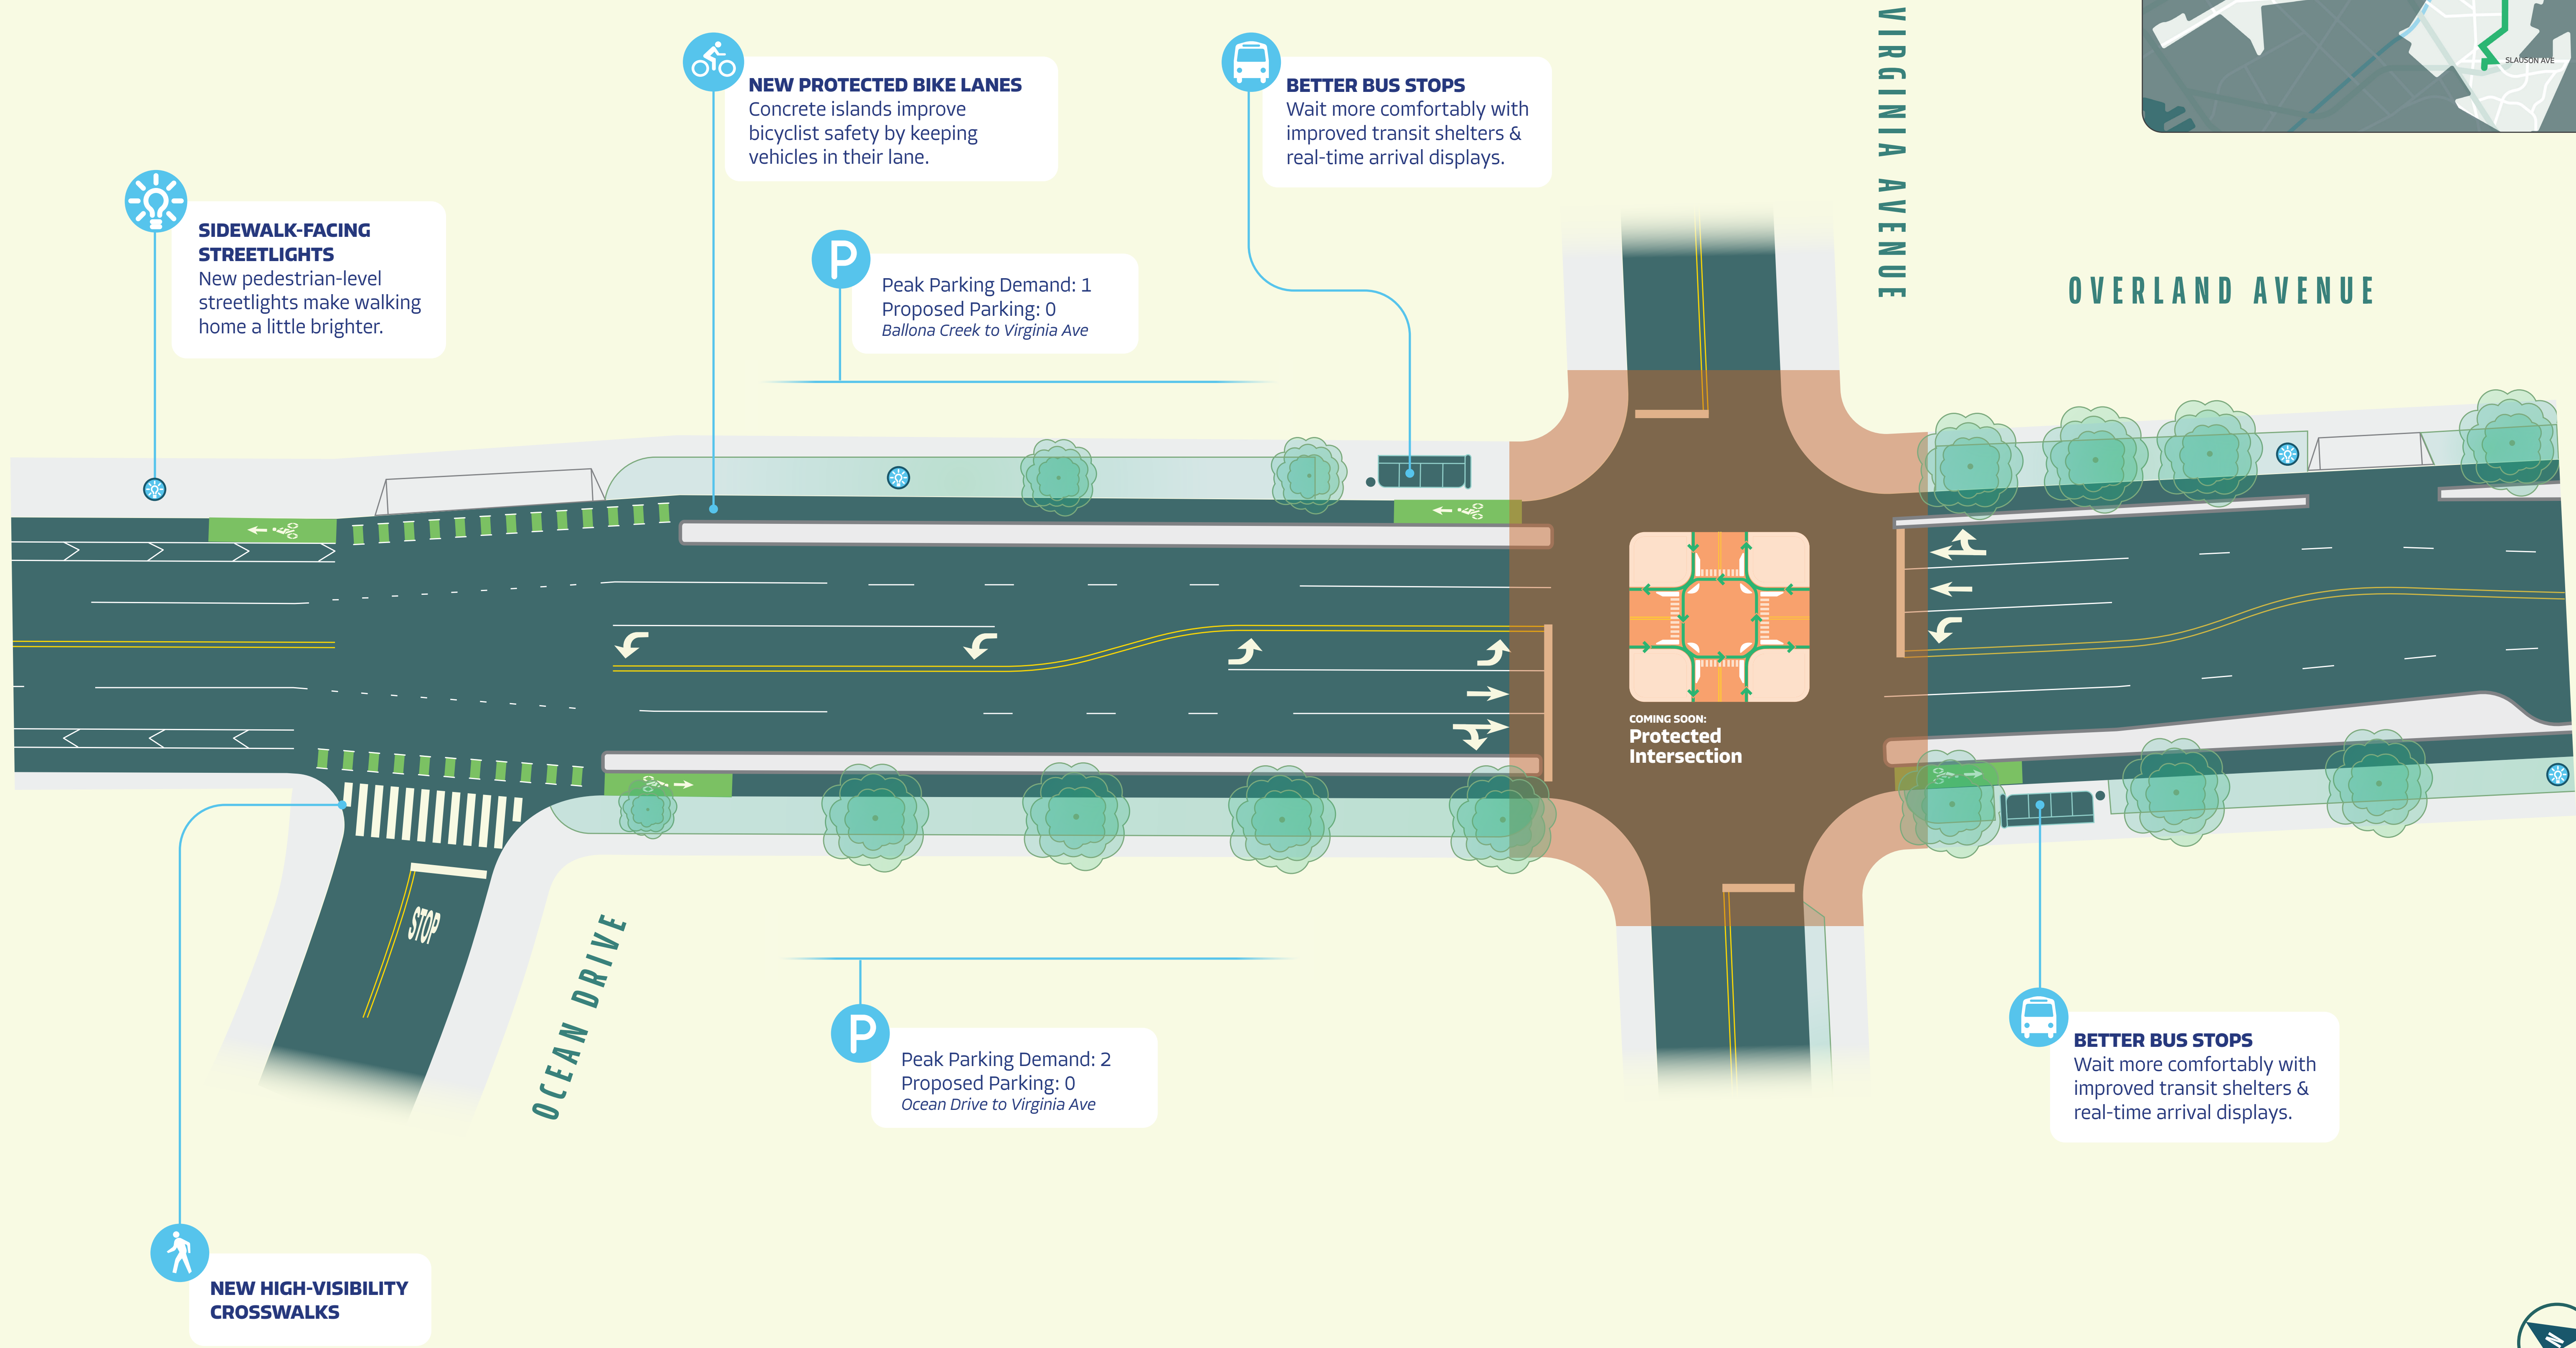 VIRGINIA AVENUE
SLAUSON AVE
NEW PROTECTED BIKE LANES
Concrete islands improve
bicyclist safety by keeping
vehicles in their lane.
BETTER BUS STOPS
Wait more comfortably with
improved transit shelters &
real-time arrival displays.
SIDEWALK-FACING
STREETLIGHTS
New pedestrian-level
streetlights make walking
home a little brighter.
P
Peak Parking Demand: 1
Proposed Parking: 0
Ballona Creek to Virginia Ave
OVERLAND AVENUE
COMING SOON:
Protected
Intersection
STOP
OCEAN DRIVE
P
Peak Parking Demand: 2
Proposed Parking: 0
Ocean Drive to Virginia Ave
BETTER BUS STOPS
Wait more comfortably with
improved transit shelters &
real-time arrival displays.
NEW HIGH-VISIBILITY
CROSSWALKS
N